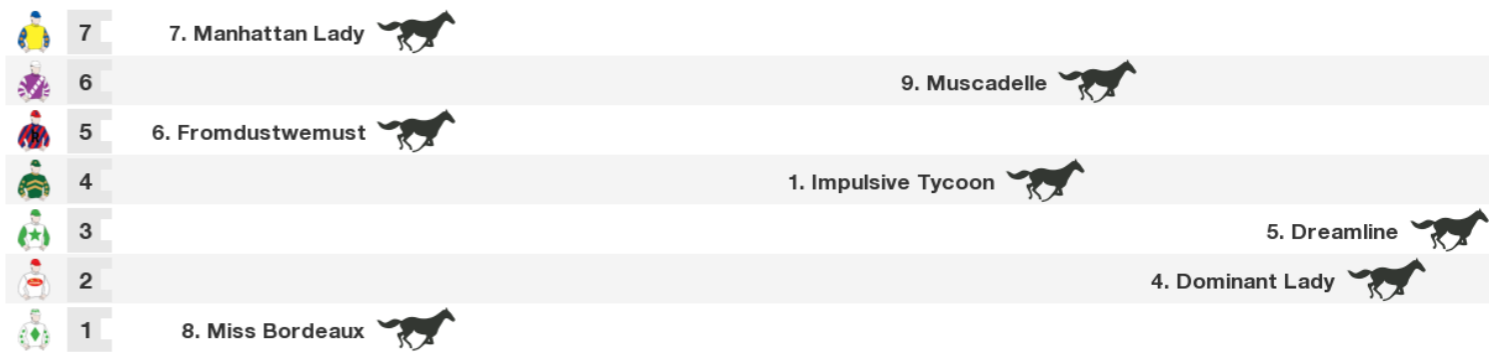 7 7. Manhattan Lady
6 9. Muscadelle
5 6. Fromdustwemust
4 1. Impulsive Tycoon
3 5. Dreamline
2 4. Dominant Lady
1 8. Miss Bordeaux